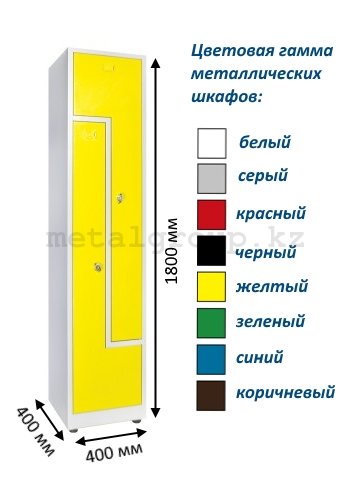 Цветовая гамма
металлических
шкафов:
белый
серый
красный
черный
желтый
зеленый
синий
коричневый
metalgroup.kz
1800 мм
400 мм
400 мм